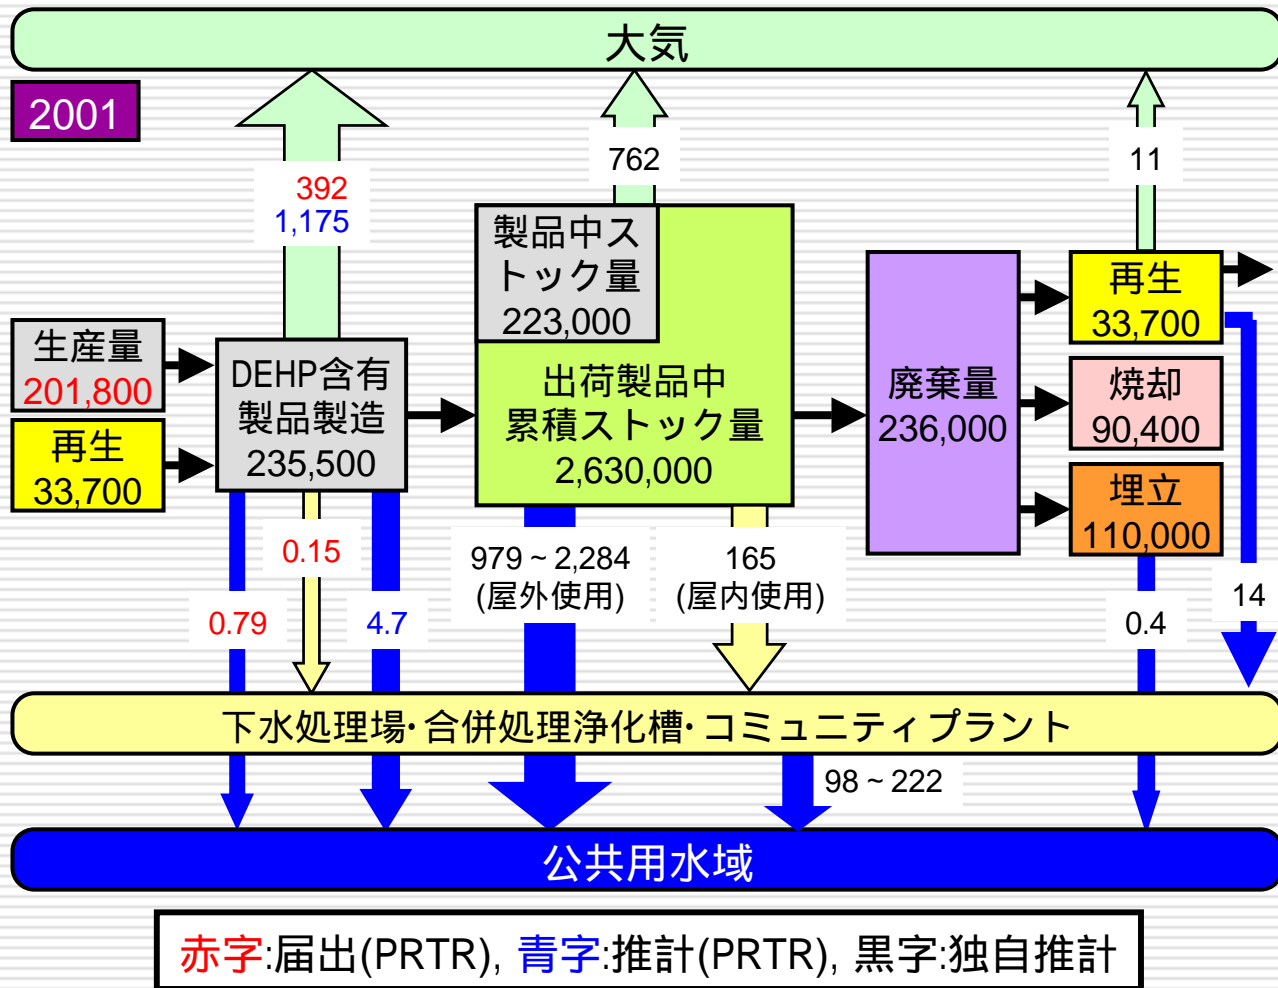 大気
2001
392
1,175
762
11
製品中ス
トック量
223,000
生産量
201,800
再生
33,700
DEHP含有
製品製造
235,500
出荷製品中
累積ストック量
2,630,000
廃棄量
236,000
再生
33,700
焼却
90,400
埋立
110,000
0.15
0.79
4.7
979 ~ 2,284
(屋外使用)
165
(屋内使用)
0.4
14
下水処理場・合併処理浄化槽・コミュニティプラント
98 ~ 222
公共用水域
赤字:届出(PRTR), 青字:推計(PRTR), 黒字:独自推計